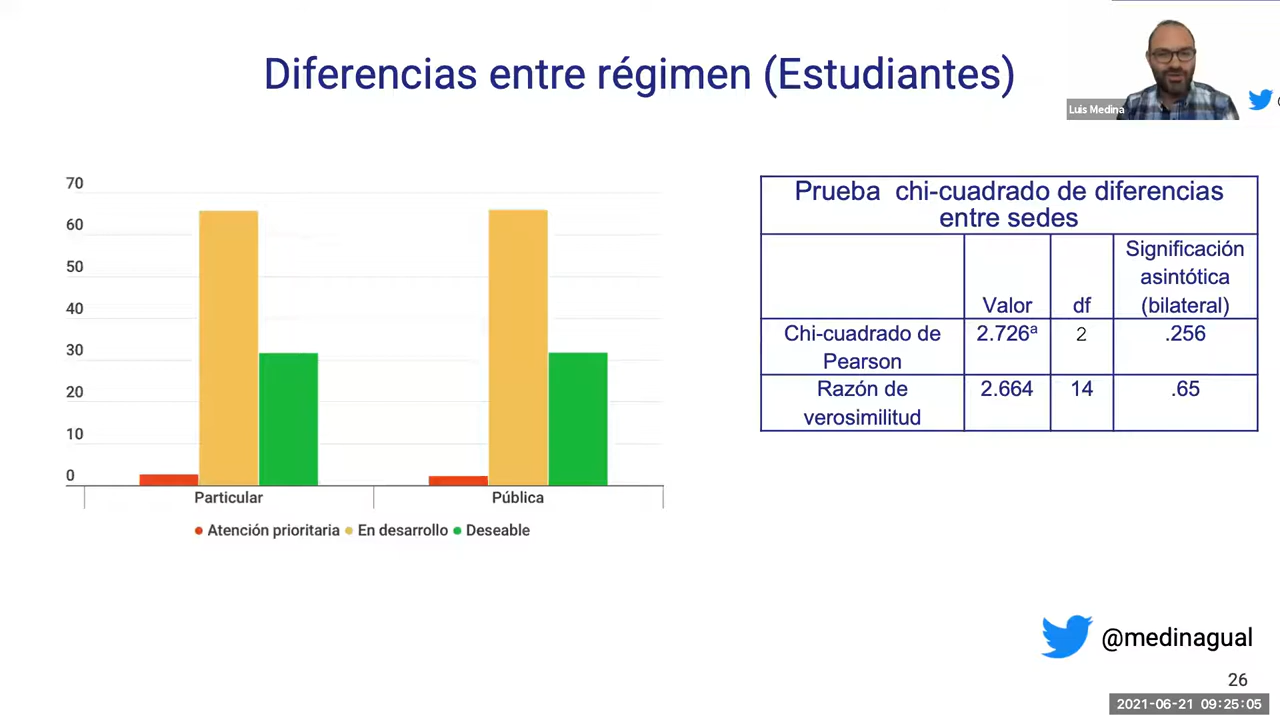 Diferencias entre régimen (Estudiantes)
Luis Medina
70
60
50
40
30
20
10
0
Particular
Pública
Atención prioritaria
En desarrollo
Deseable
Prueba chi-cuadrado de diferencias
entre sedes
Valor
df
Significación
asintótica
(bilateral)
Chi-cuadrado de
Pearson
2.726ª
2
.256
Razón de
verosimilitud
2.664
14
.65
@medinagual
26
2021-06-21 09:25:05